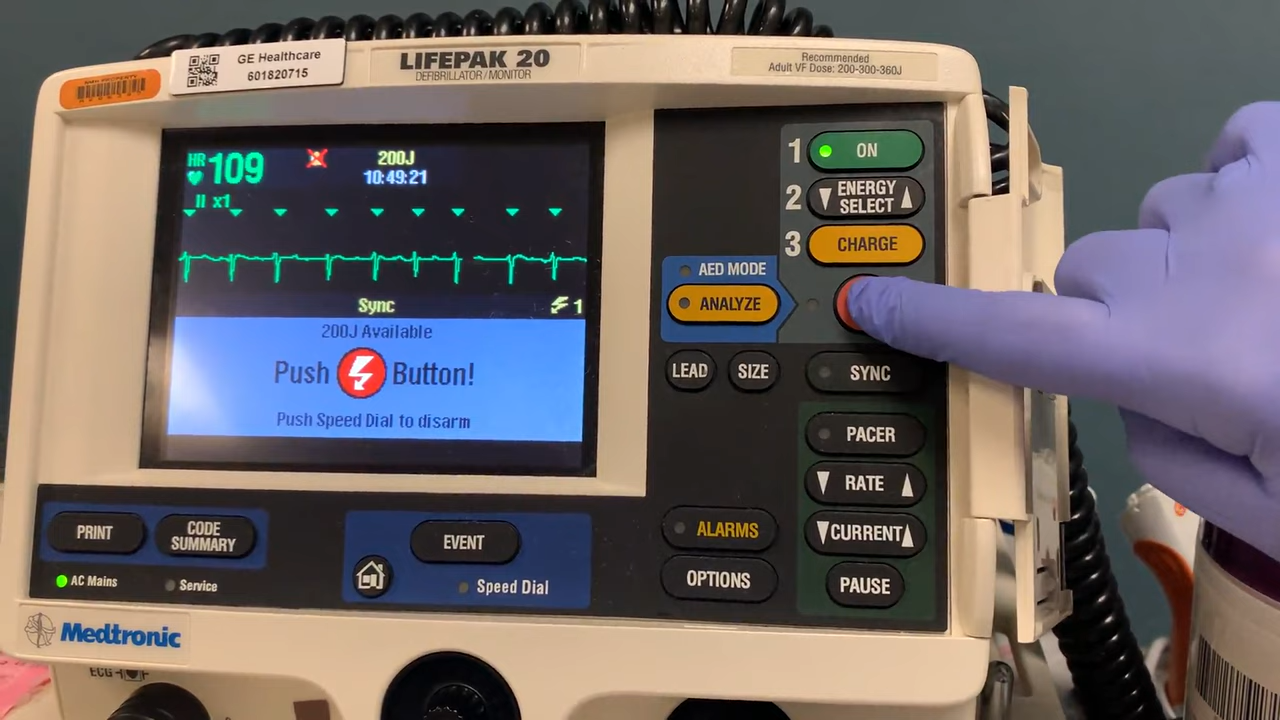 GE Healthcare
601820715
LIFEPAK 20
DEFIBRILLATOR/MONITOR
Recommended
Adult VF Dose: 200-300-360J
HR 109
200J
10:49:21
II x1
Sync
1
200J Available
Push Button!
Push Speed Dial to disarm
1 ON
2 ENERGY
SELECT
3 CHARGE
AED MODE
ANALYZE
LEAD
SIZE
SYNC
PACER
RATE
CURRENT
PAUSE
ALARMS
OPTIONS
PRINT
CODE
SUMMARY
EVENT
AC Mains
Service
Speed Dial
Medtronic
ECG